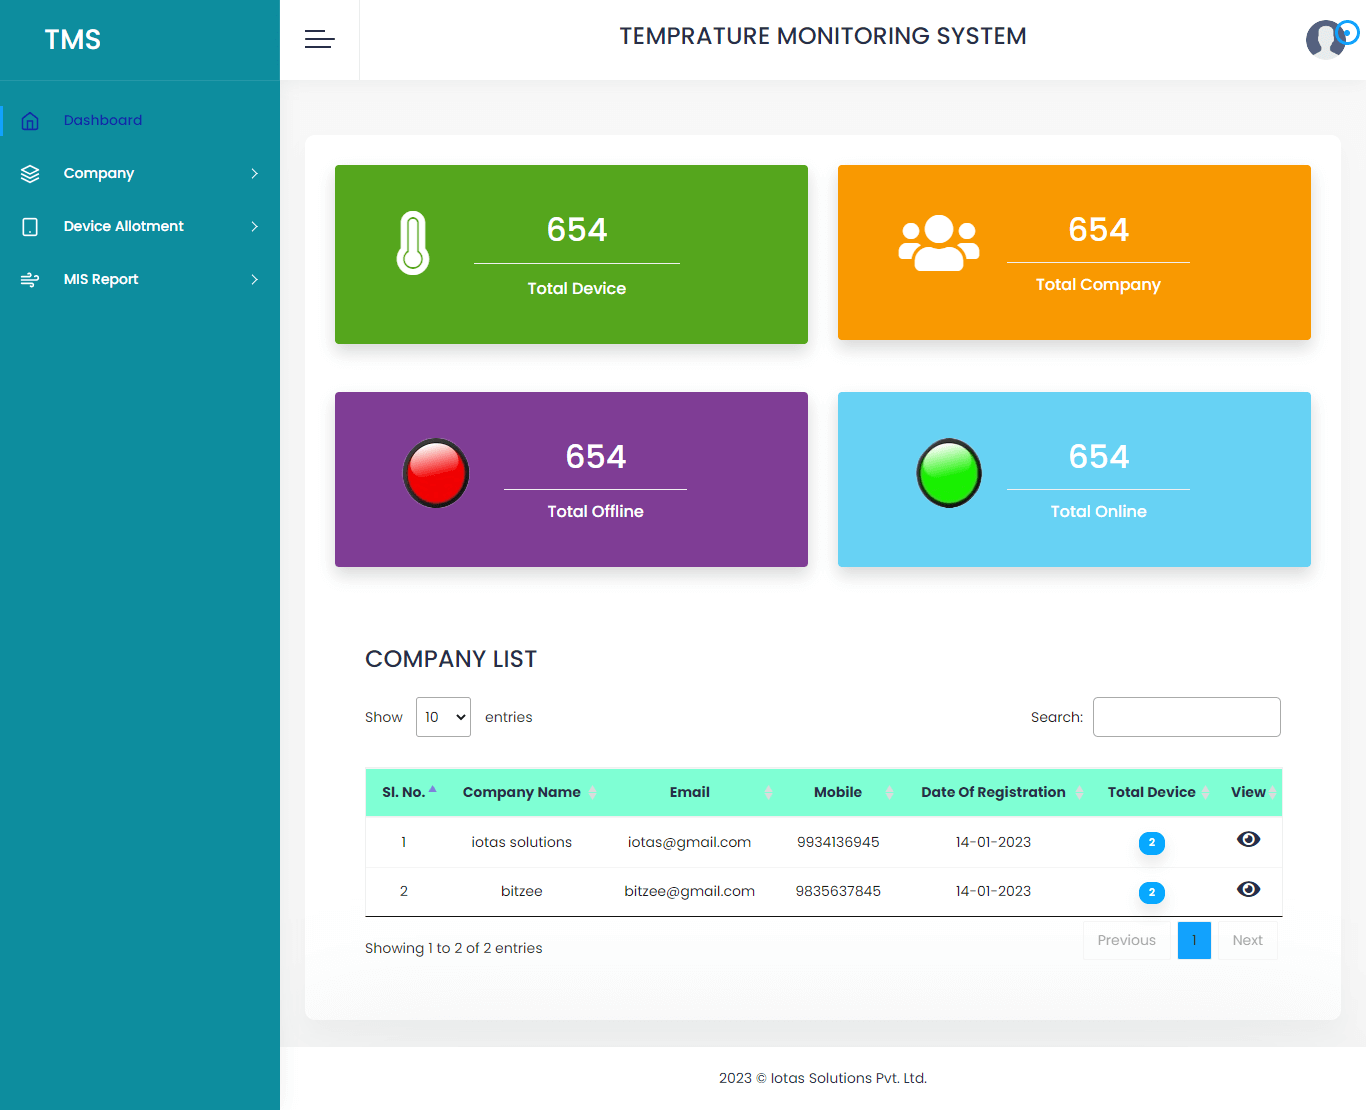 TMS
TEMPRATURE MONITORING SYSTEM
Dashboard
Company
Device Allotment
MIS Report
654
Total Device
654
Total Company
654
Total Offline
654
Total Online
COMPANY LIST
Show 10 entries
Search:
Sl. No. Company Name Email Mobile Date Of Registration Total Device View
1 iotas solutions iotas@gmail.com 9934136945 14-01-2023 2
2 bitzee bitzee@gmail.com 9835637845 14-01-2023 2
Showing 1 to 2 of 2 entries
Previous 1 Next
2023 © Iotas Solutions Pvt. Ltd.